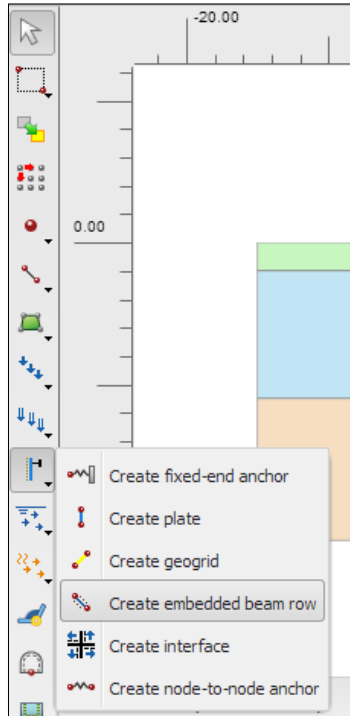 -20.00
0.00
Create fixed-end anchor
Create plate
Create geogrid
Create embedded beam row
Create interface
Create node-to-node anchor